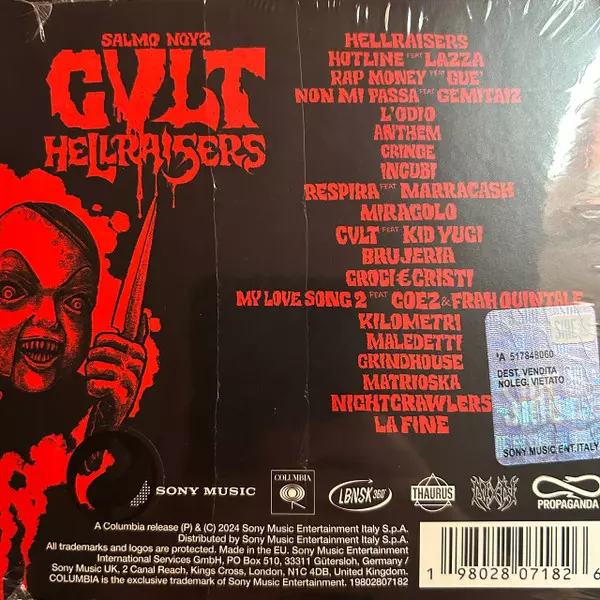 SALMO NOYZ
CVLT
HELLRAISERS
HELLRAISERS
HOTLINE FEAT LAZZA
RAP MONEY FEAT GUE'
NON MI PASSA FEAT GEMITAIZ
L'ODIO
ANTHEM
CRINGE
INCUBI
RESPIRA FEAT MARRACASH
MIRACOLO
CVLT FEAT KID YUGI
BRUJERIA
CROCI€CRISTI
MY LOVE SONG 2 FEAT COEZ & FRAH QUINTALE
KILOMETRI
MALEDETTI
GRINDHOUSE
MATRIOSKA
NIGHTCRAWLERS
LA FINE
*A 517848060
DEST. VENDITA
NOLEG. VIETATO
SONY MUSIC ENT.ITALY
SONY MUSIC
COLUMBIA
LBNSK 360°
THAURUS
PROPAGANDA
A Columbia release (P) & (C) 2024 Sony Music Entertainment Italy S.p.A.
Distributed by Sony Music Entertainment Italy S.p.A.
All trademarks and logos are protected. Made in the EU. Sony Music Entertainment
International Services GmbH, PO Box 510, 33311 Gütersloh, Germany /
Sony Music UK, 2 Canal Reach, Kings Cross, London, N1C 4DB, United Kingdom.
COLUMBIA is the exclusive trademark of Sony Music Entertainment. 19802807182
1 98028 07182 6